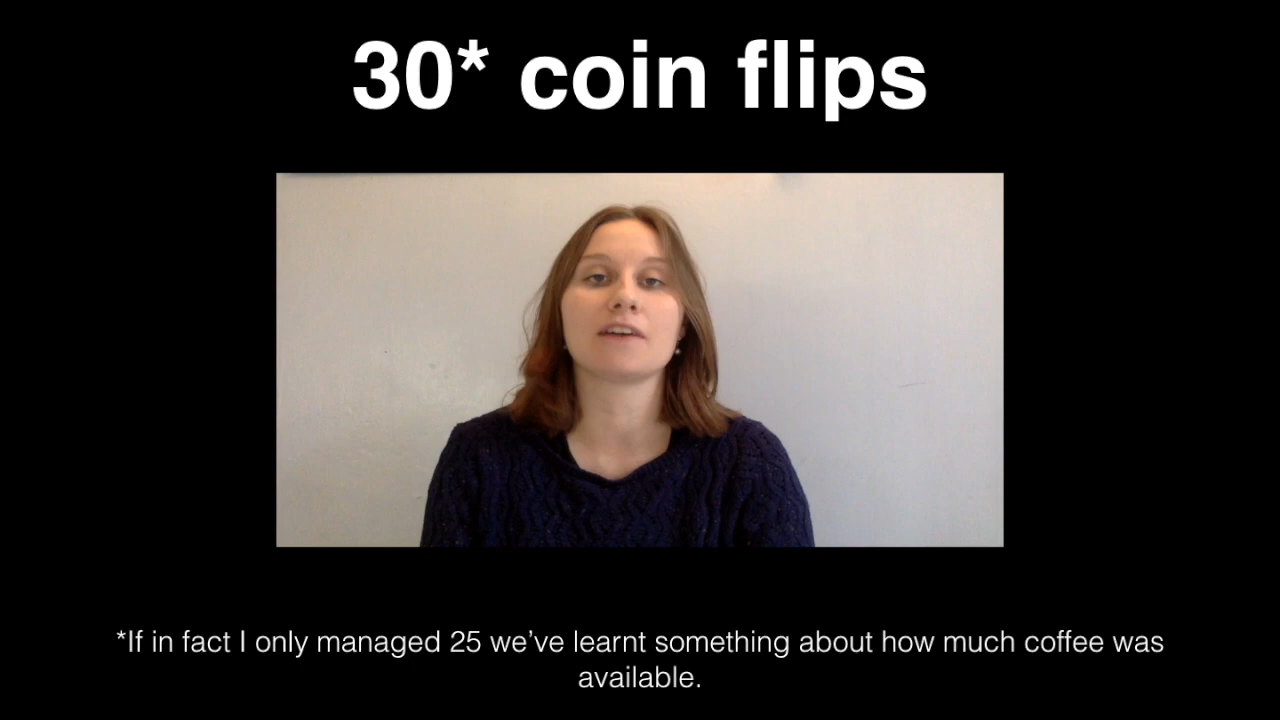 30* coin flips
*If in fact I only managed 25 we’ve learnt something about how much coffee was
available.